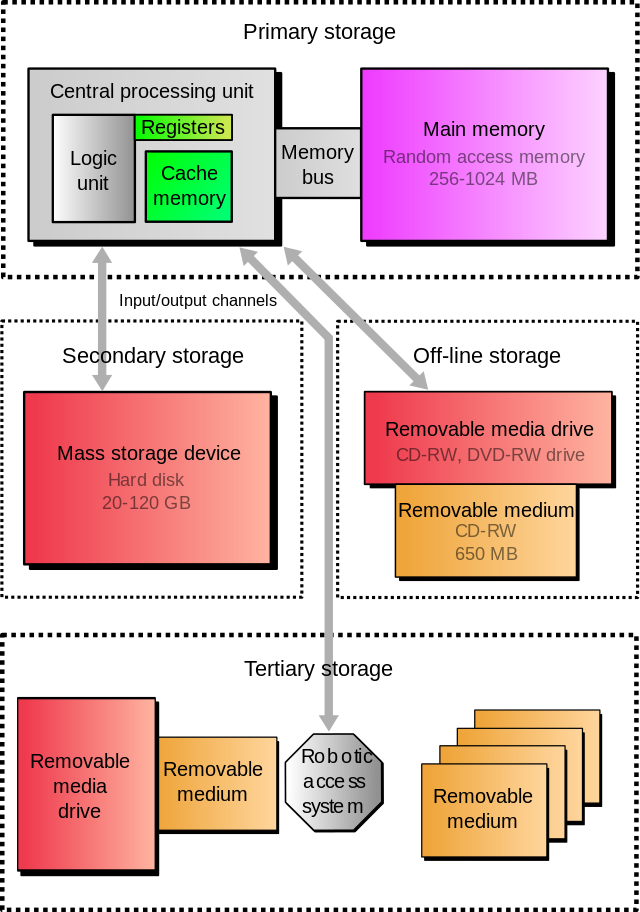 Primary storage
Central processing unit
Registers
Logic
unit
Cache
memory
Memory
bus
Main memory
Random access memory
256-1024 MB
Input/output channels
Secondary storage
Mass storage device
Hard disk
20-120 GB
Off-line storage
Removable media drive
CD-RW, DVD-RW drive
Removable medium
CD-RW
650 MB
Tertiary storage
Removable
media
drive
Removable
medium
Robotic
access
system
Removable
medium